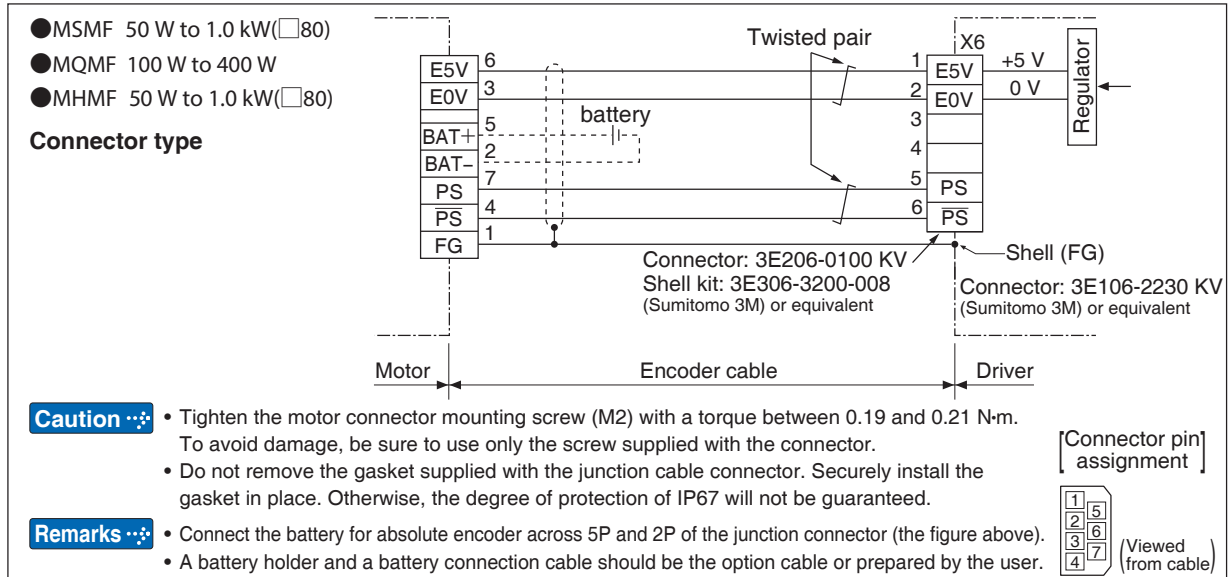 ●MSMF 50 W to 1.0 kW(□80)
●MQMF 100 W to 400 W
●MHMF 50 W to 1.0 kW(□80)
Connector type
Twisted pair
X6
E5V 6
E0V 3
BAT+ 5
BAT− 2
PS 7
P̅S̅ 4
FG 1
battery
1 E5V +5 V
2 E0V 0 V
3
4
5 PS
6 P̅S̅
Regulator
Connector: 3E206-0100 KV
Shell kit: 3E306-3200-008
(Sumitomo 3M) or equivalent
Shell (FG)
Connector: 3E106-2230 KV
(Sumitomo 3M) or equivalent
Motor
Encoder cable
Driver
Caution
• Tighten the motor connector mounting screw (M2) with a torque between 0.19 and 0.21 N•m.
To avoid damage, be sure to use only the screw supplied with the connector.
• Do not remove the gasket supplied with the junction cable connector. Securely install the
gasket in place. Otherwise, the degree of protection of IP67 will not be guaranteed.
Remarks
• Connect the battery for absolute encoder across 5P and 2P of the junction connector (the figure above).
• A battery holder and a battery connection cable should be the option cable or prepared by the user.
[Connector pin
assignment]
1
5
2
6
3
7
4
(Viewed
from cable)